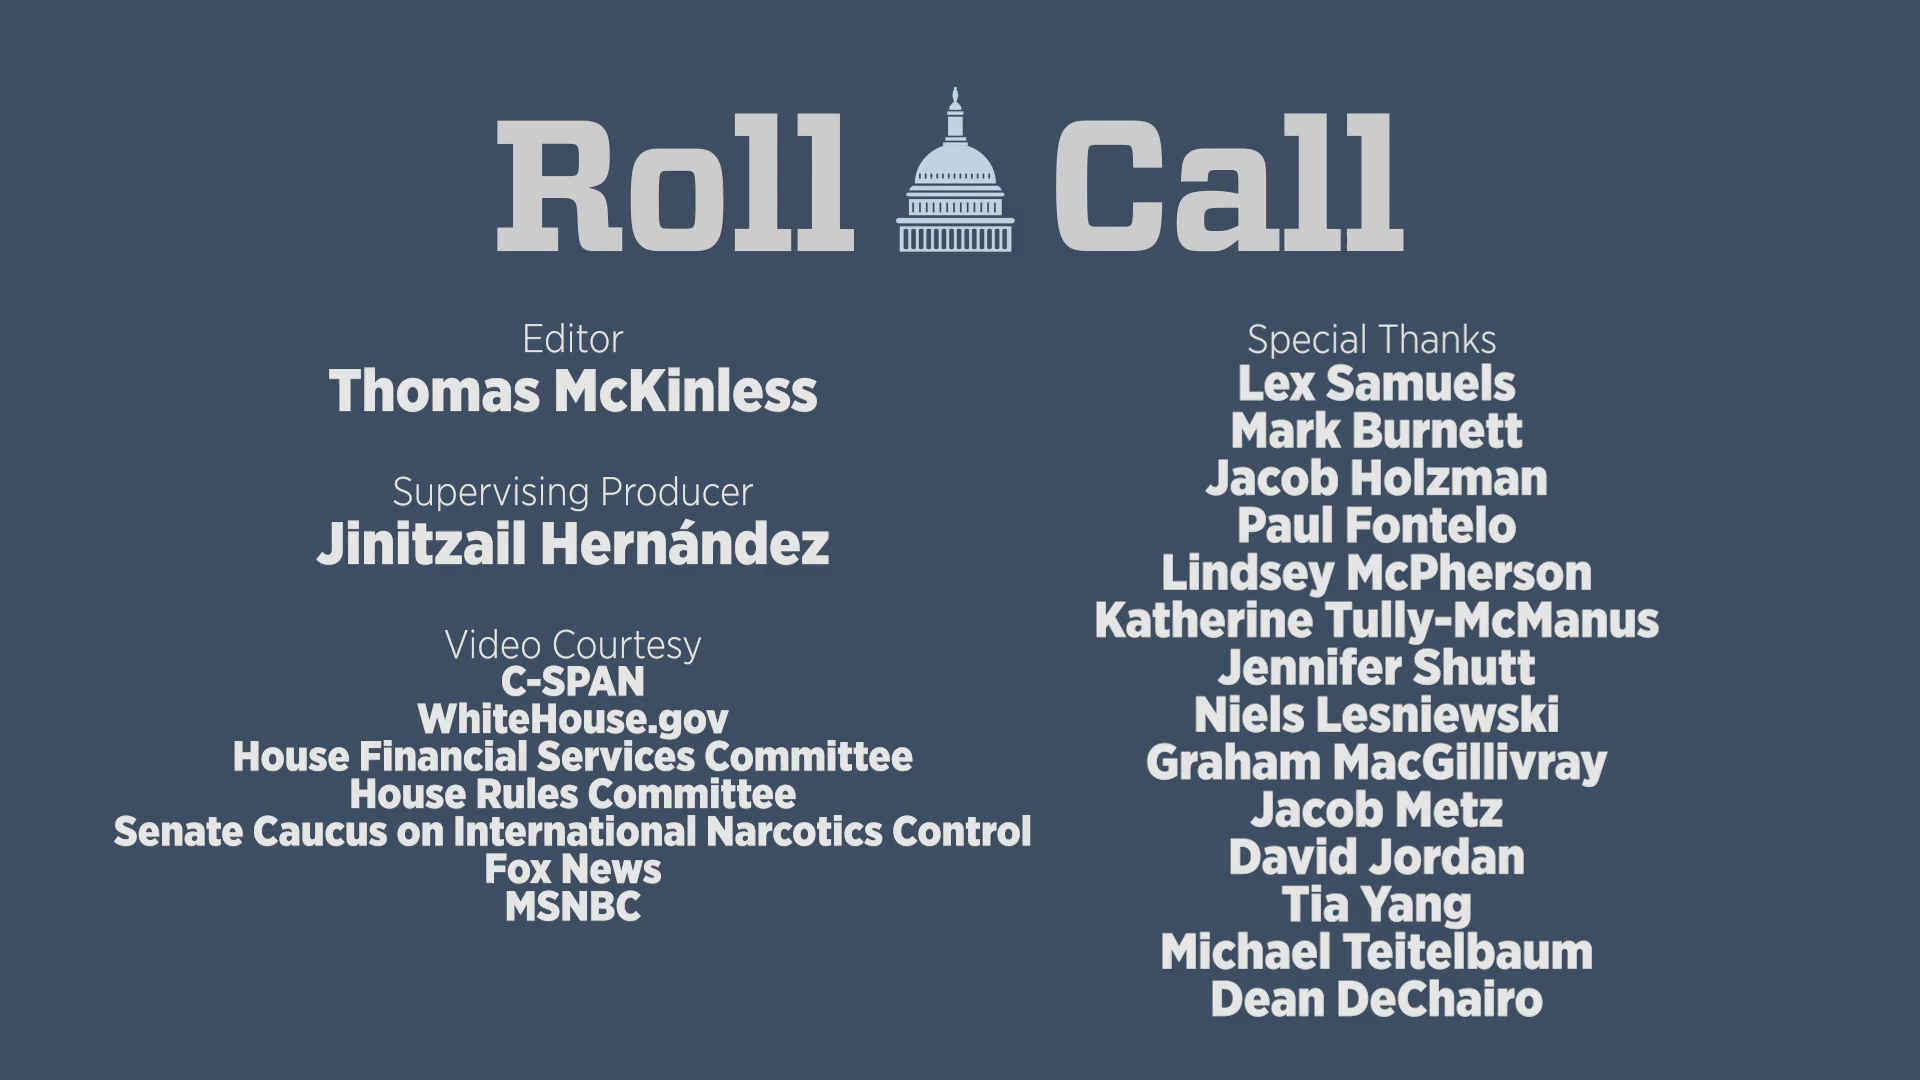 Roll Call
Editor
Thomas McKinless
Supervising Producer
Jinitzail Hernández
Video Courtesy
C-SPAN
WhiteHouse.gov
House Financial Services Committee
House Rules Committee
Senate Caucus on International Narcotics Control
Fox News
MSNBC
Special Thanks
Lex Samuels
Mark Burnett
Jacob Holzman
Paul Fontelo
Lindsey McPherson
Katherine Tully-McManus
Jennifer Shutt
Niels Lesniewski
Graham MacGillivray
Jacob Metz
David Jordan
Tia Yang
Michael Teitelbaum
Dean DeChairo